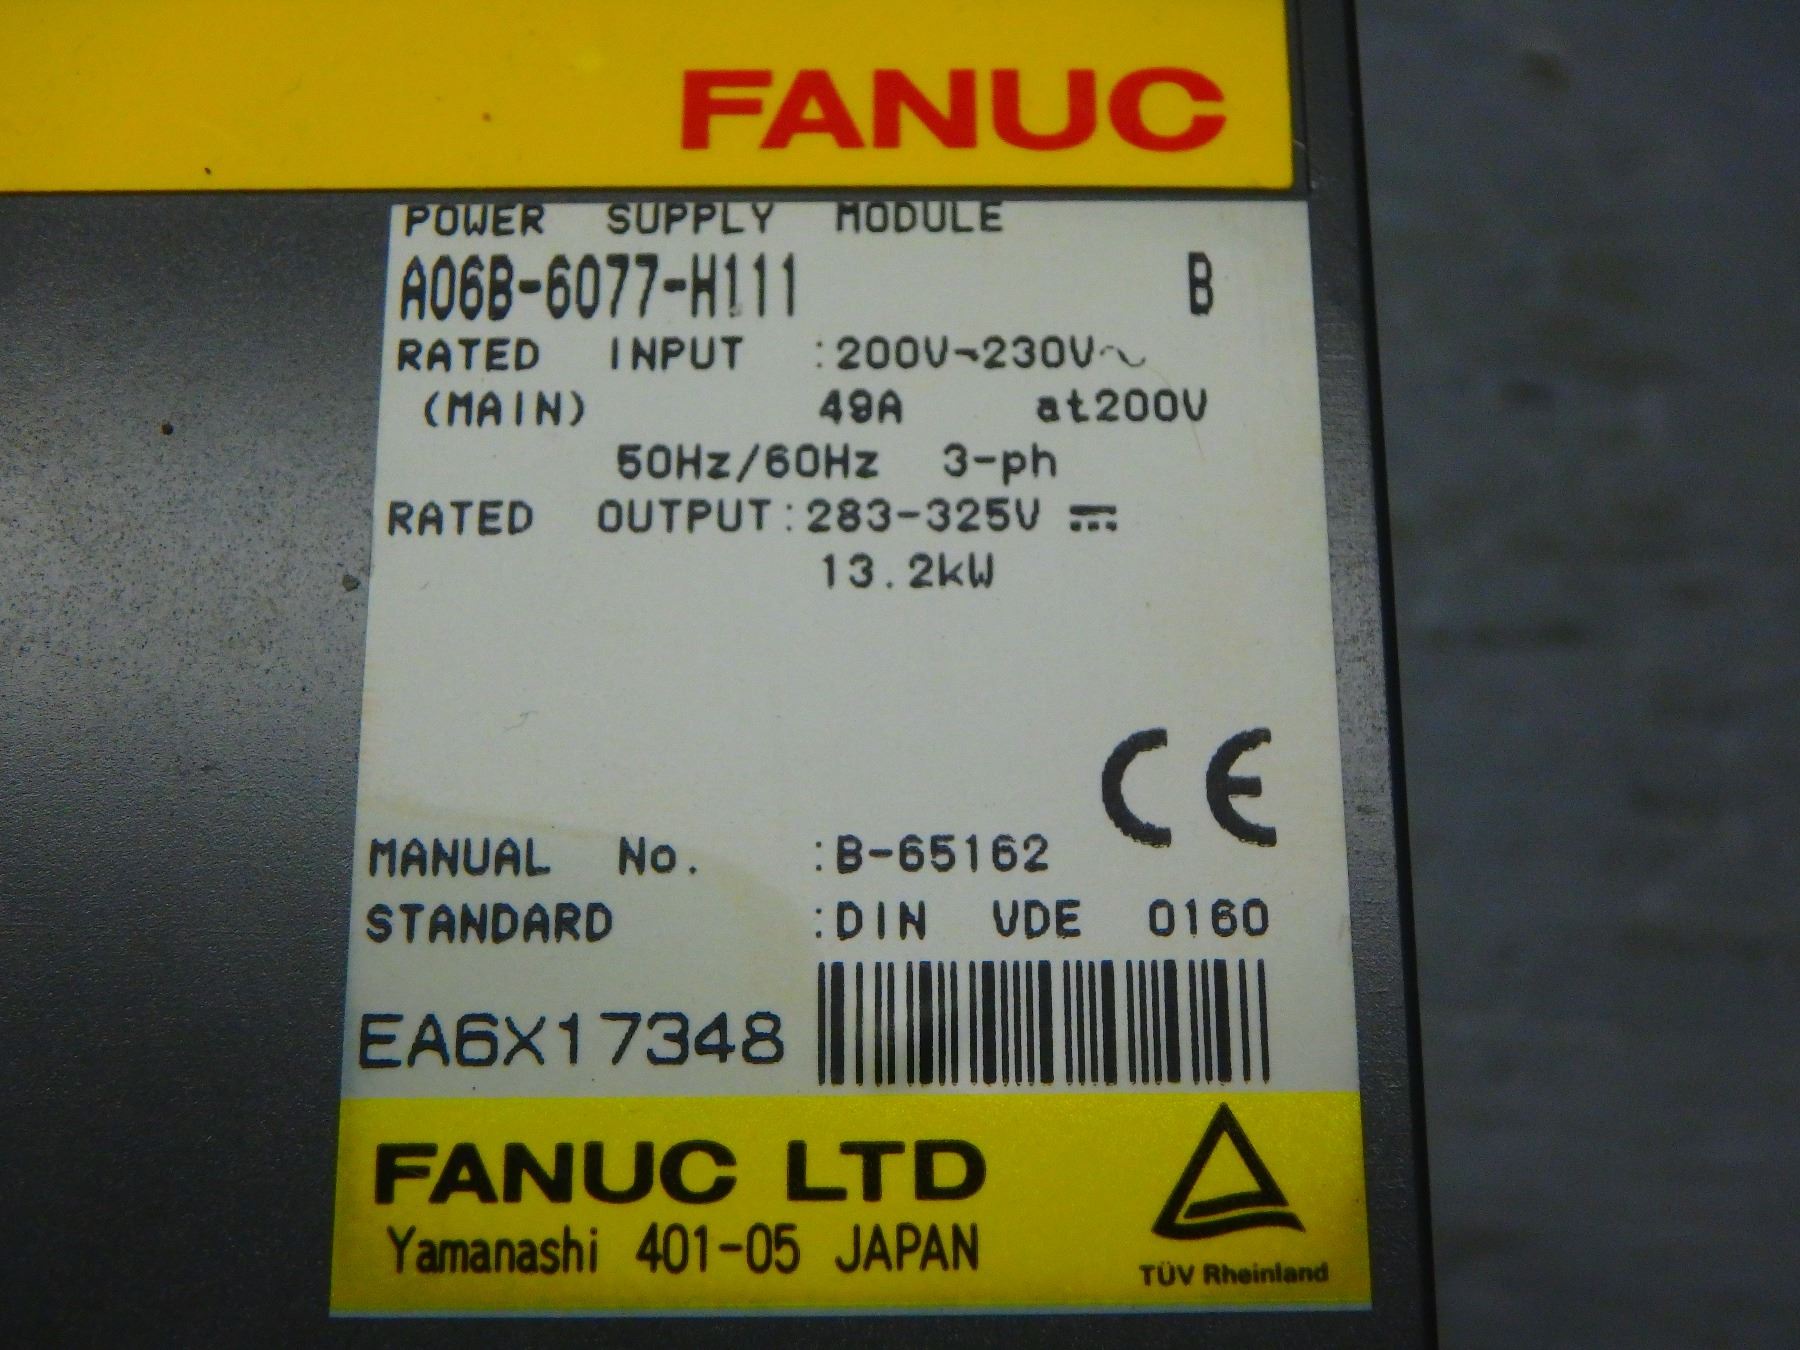 FANUC
POWER SUPPLY MODULE
A06B-6077-H111 B
RATED INPUT :200V~230V~
(MAIN) 49A at200V
50Hz/60Hz 3-ph
RATED OUTPUT:283-325V ⎓
13.2kW
CE
MANUAL No. :B-65162
STANDARD :DIN VDE 0160
EA6X17348
FANUC LTD
Yamanashi 401-05 JAPAN
TÜV Rheinland